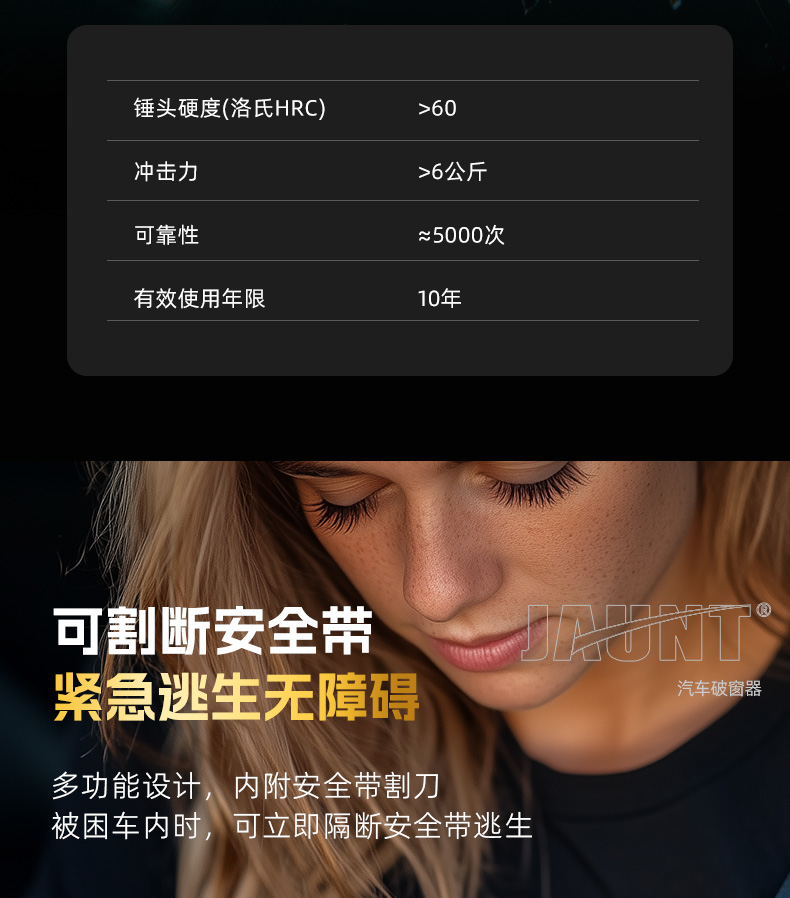 锤头硬度(洛氏HRC) >60
冲击力 >6公斤
可靠性 ≈5000次
有效使用年限 10年
可割断安全带
JAUNT®
紧急逃生无障碍
汽车破窗器
多功能设计，内附安全带割刀
被困车内时，可立即隔断安全带逃生